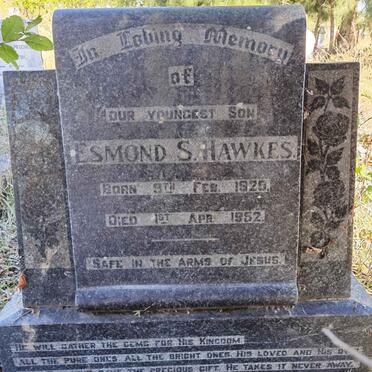 In Loving Memory
of
OUR YOUNGEST SON
ESMOND S. HAWKES.
BORN 9TH FEB. 1925.
DIED 1ST APR. 1952.
SAFE IN THE ARMS OF JESUS.
HE WILL GATHER THE GEMS FOR HIS KINGDOM.
ALL THE PURE ONES, ALL THE BRIGHT ONES, HIS LOVED AND HIS
THE PRECIOUS GIFT. HE TAKES IT NEVER AWAY.